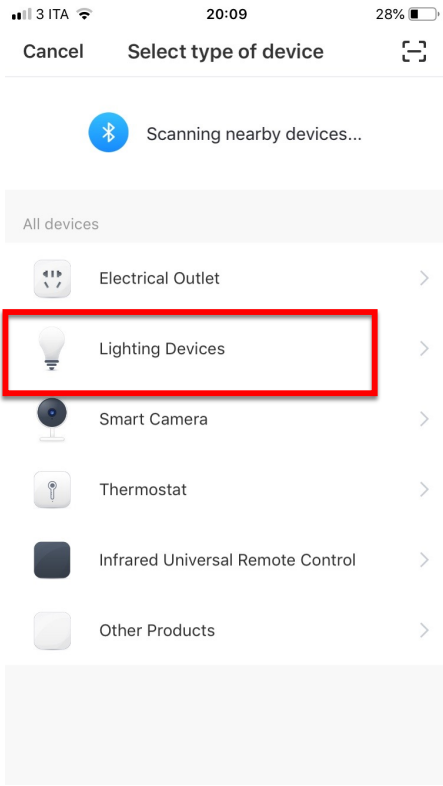 3 ITA 20:09 28%
Cancel Select type of device
Scanning nearby devices...
All devices
Electrical Outlet
Lighting Devices
Smart Camera
Thermostat
Infrared Universal Remote Control
Other Products